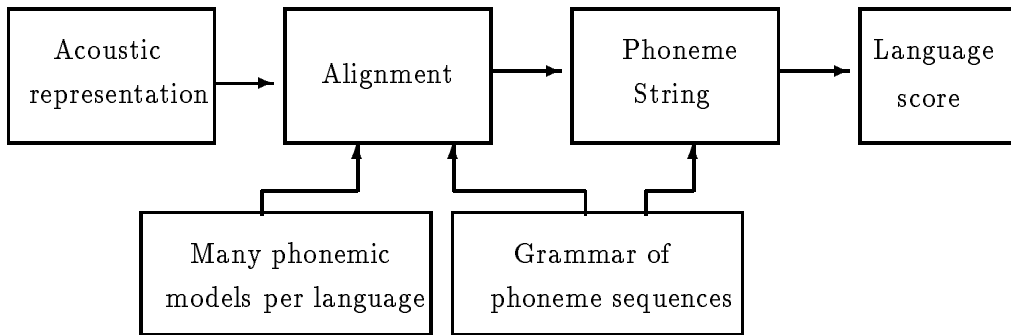 Acoustic
representation
Alignment
Phoneme
String
Language
score
Many phonemic
models per language
Grammar of
phoneme sequences